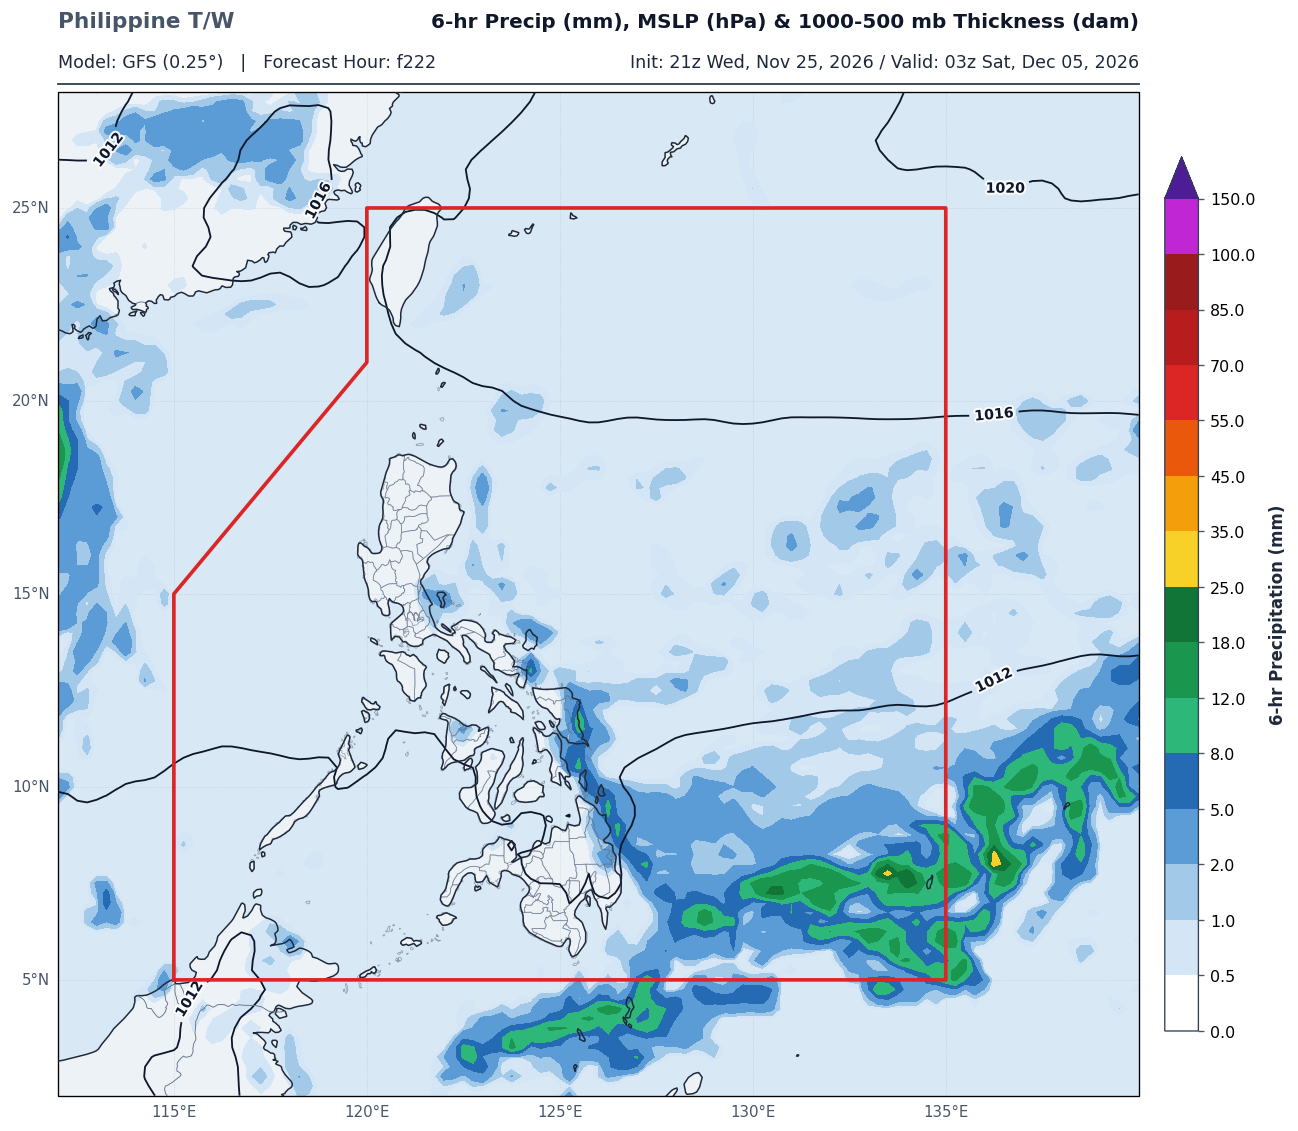 Philippine T/W
6-hr Precip (mm), MSLP (hPa) & 1000-500 mb Thickness (dam)
Model: GFS (0.25°) | Forecast Hour: f222
Init: 21z Wed, Nov 25, 2026 / Valid: 03z Sat, Dec 05, 2026
1012
1016
1020
1016
1012
1012
25°N
20°N
15°N
10°N
5°N
115°E
120°E
125°E
130°E
135°E
150.0
100.0
85.0
70.0
55.0
45.0
35.0
25.0
18.0
12.0
8.0
5.0
2.0
1.0
0.5
0.0
6-hr Precipitation (mm)